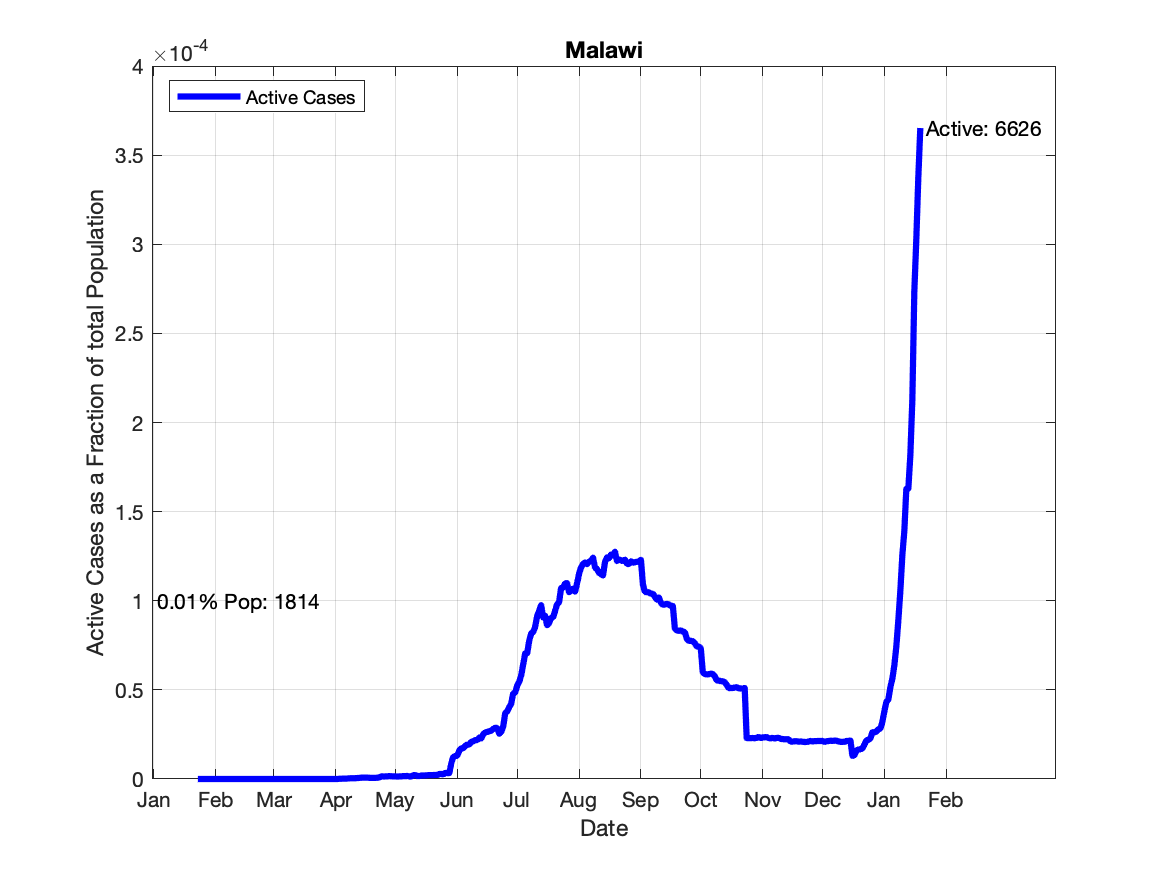 Malawi
×10-4
Active Cases
Active: 6626
0.01% Pop: 1814
Active Cases as a Fraction of total Population
4
3.5
3
2.5
2
1.5
1
0.5
0
Jan Feb Mar Apr May Jun Jul Aug Sep Oct Nov Dec Jan Feb
Date